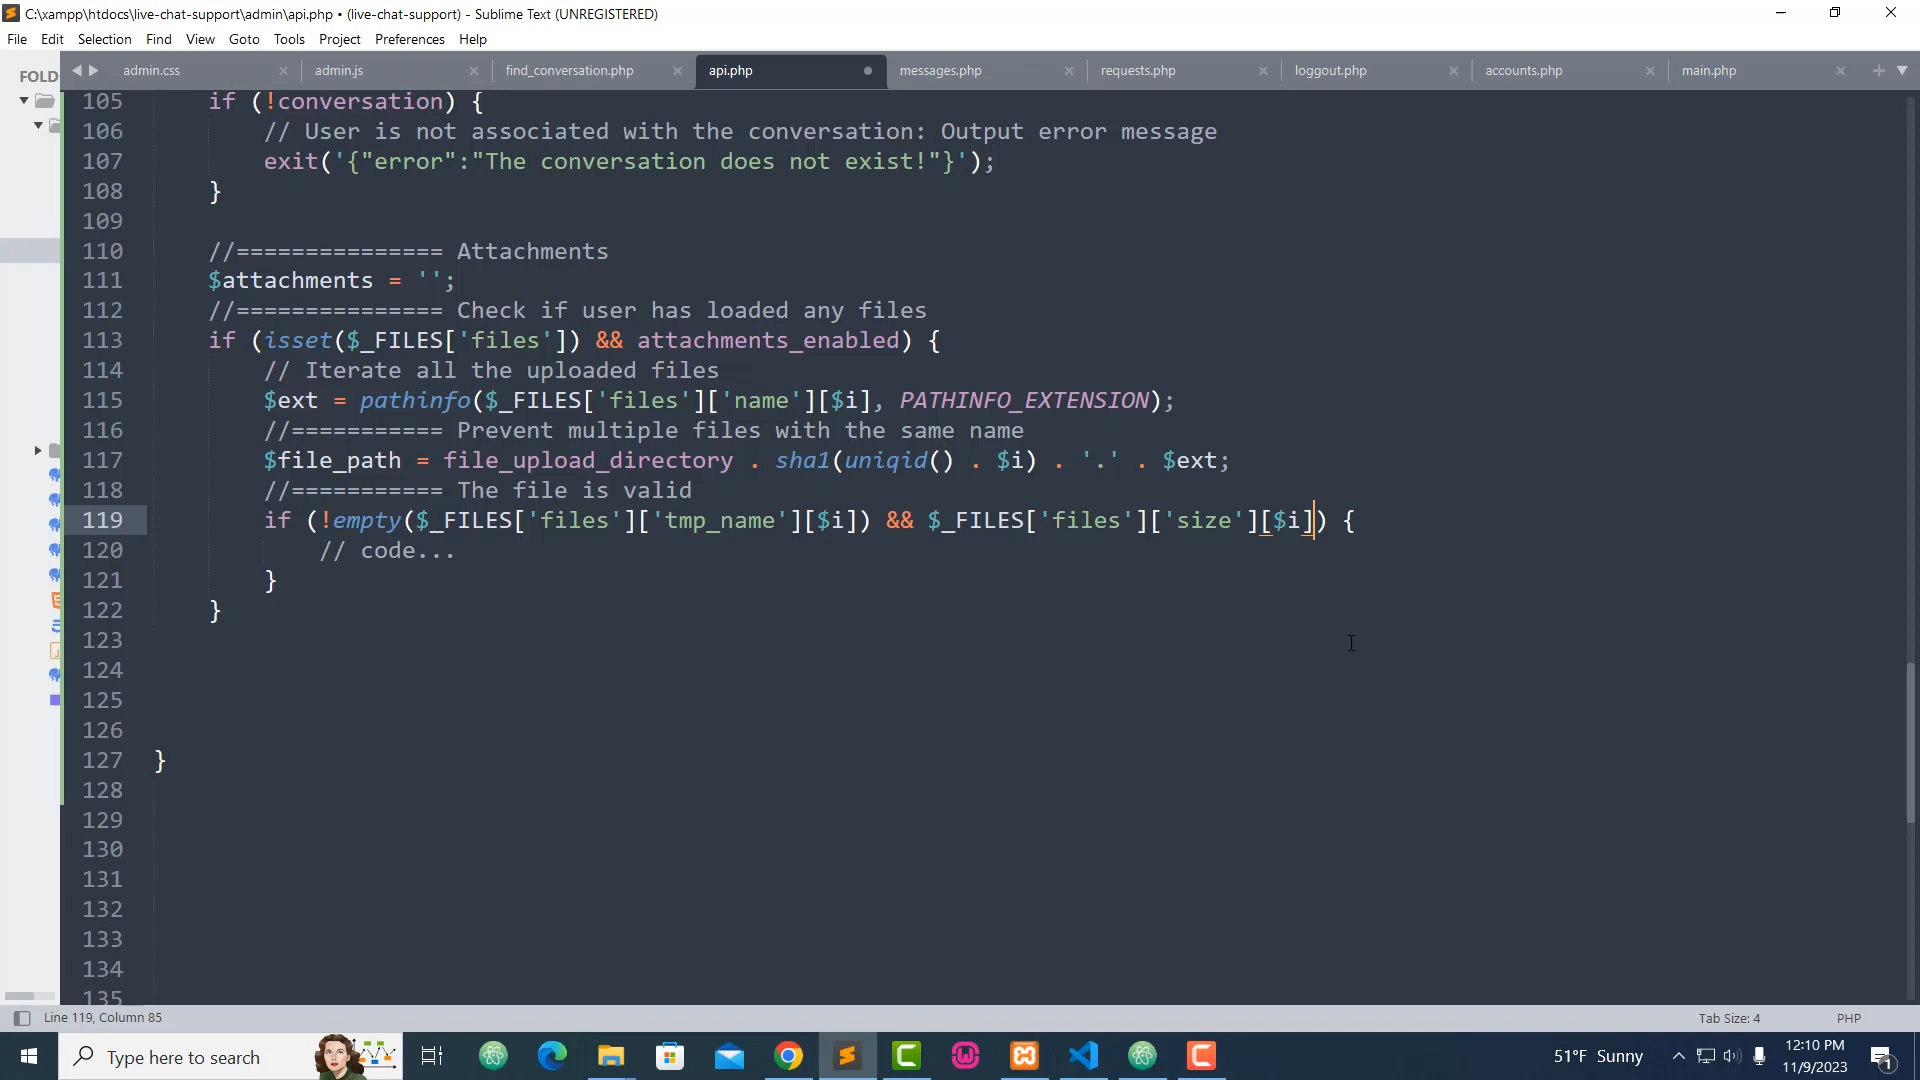 C:\xampp\htdocs\live-chat-support\admin\api.php • (live-chat-support) - Sublime Text (UNREGISTERED)
File Edit Selection Find View Goto Tools Project Preferences Help
FOLD
admin.css admin.js find_conversation.php api.php messages.php requests.php loggout.php accounts.php main.php
105 if (!conversation) {
106 // User is not associated with the conversation: Output error message
107 exit('{"error":"The conversation does not exist!"}');
108 }
109
110 //=============== Attachments
111 $attachments = '';
112 //=============== Check if user has loaded any files
113 if (isset($_FILES['files']) && attachments_enabled) {
114 // Iterate all the uploaded files
115 $ext = pathinfo($_FILES['files']['name'][$i], PATHINFO_EXTENSION);
116 //=========== Prevent multiple files with the same name
117 $file_path = file_upload_directory . sha1(uniqid() . $i) . '.' . $ext;
118 //=========== The file is valid
119 if (!empty($_FILES['files']['tmp_name'][$i]) && $_FILES['files']['size'][$i]) {
120 // code...
121 }
122 }
123
124
125
126
127 }
128
129
130
131
132
133
134
135
Line 119, Column 85 Tab Size: 4 PHP
Type here to search 51°F Sunny 12:10 PM
11/9/2023 1